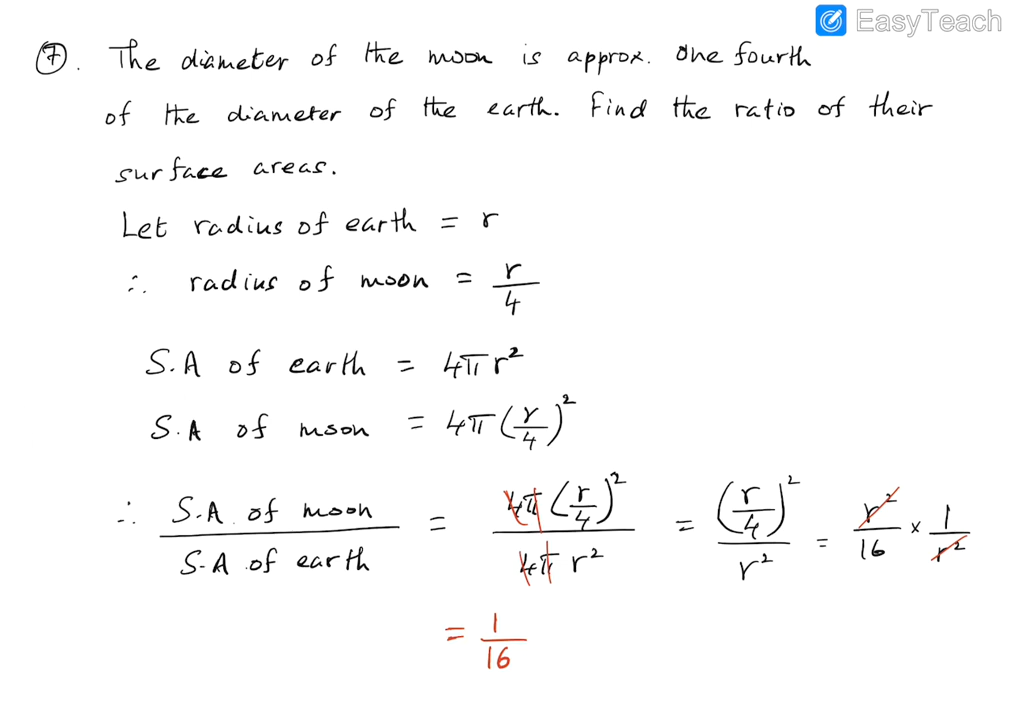 EasyTeach
7. The diameter of the moon is approx. one fourth
of the diameter of the earth. Find the ratio of their
surface areas.
Let radius of earth = r
∴ radius of moon = r/4
S.A of earth = 4πr²
S.A of moon = 4π(r/4)²
∴ S.A. of moon / S.A of earth = 4π(r/4)² / 4πr² = (r/4)² / r² = r²/16 × 1/r²
= 1/16